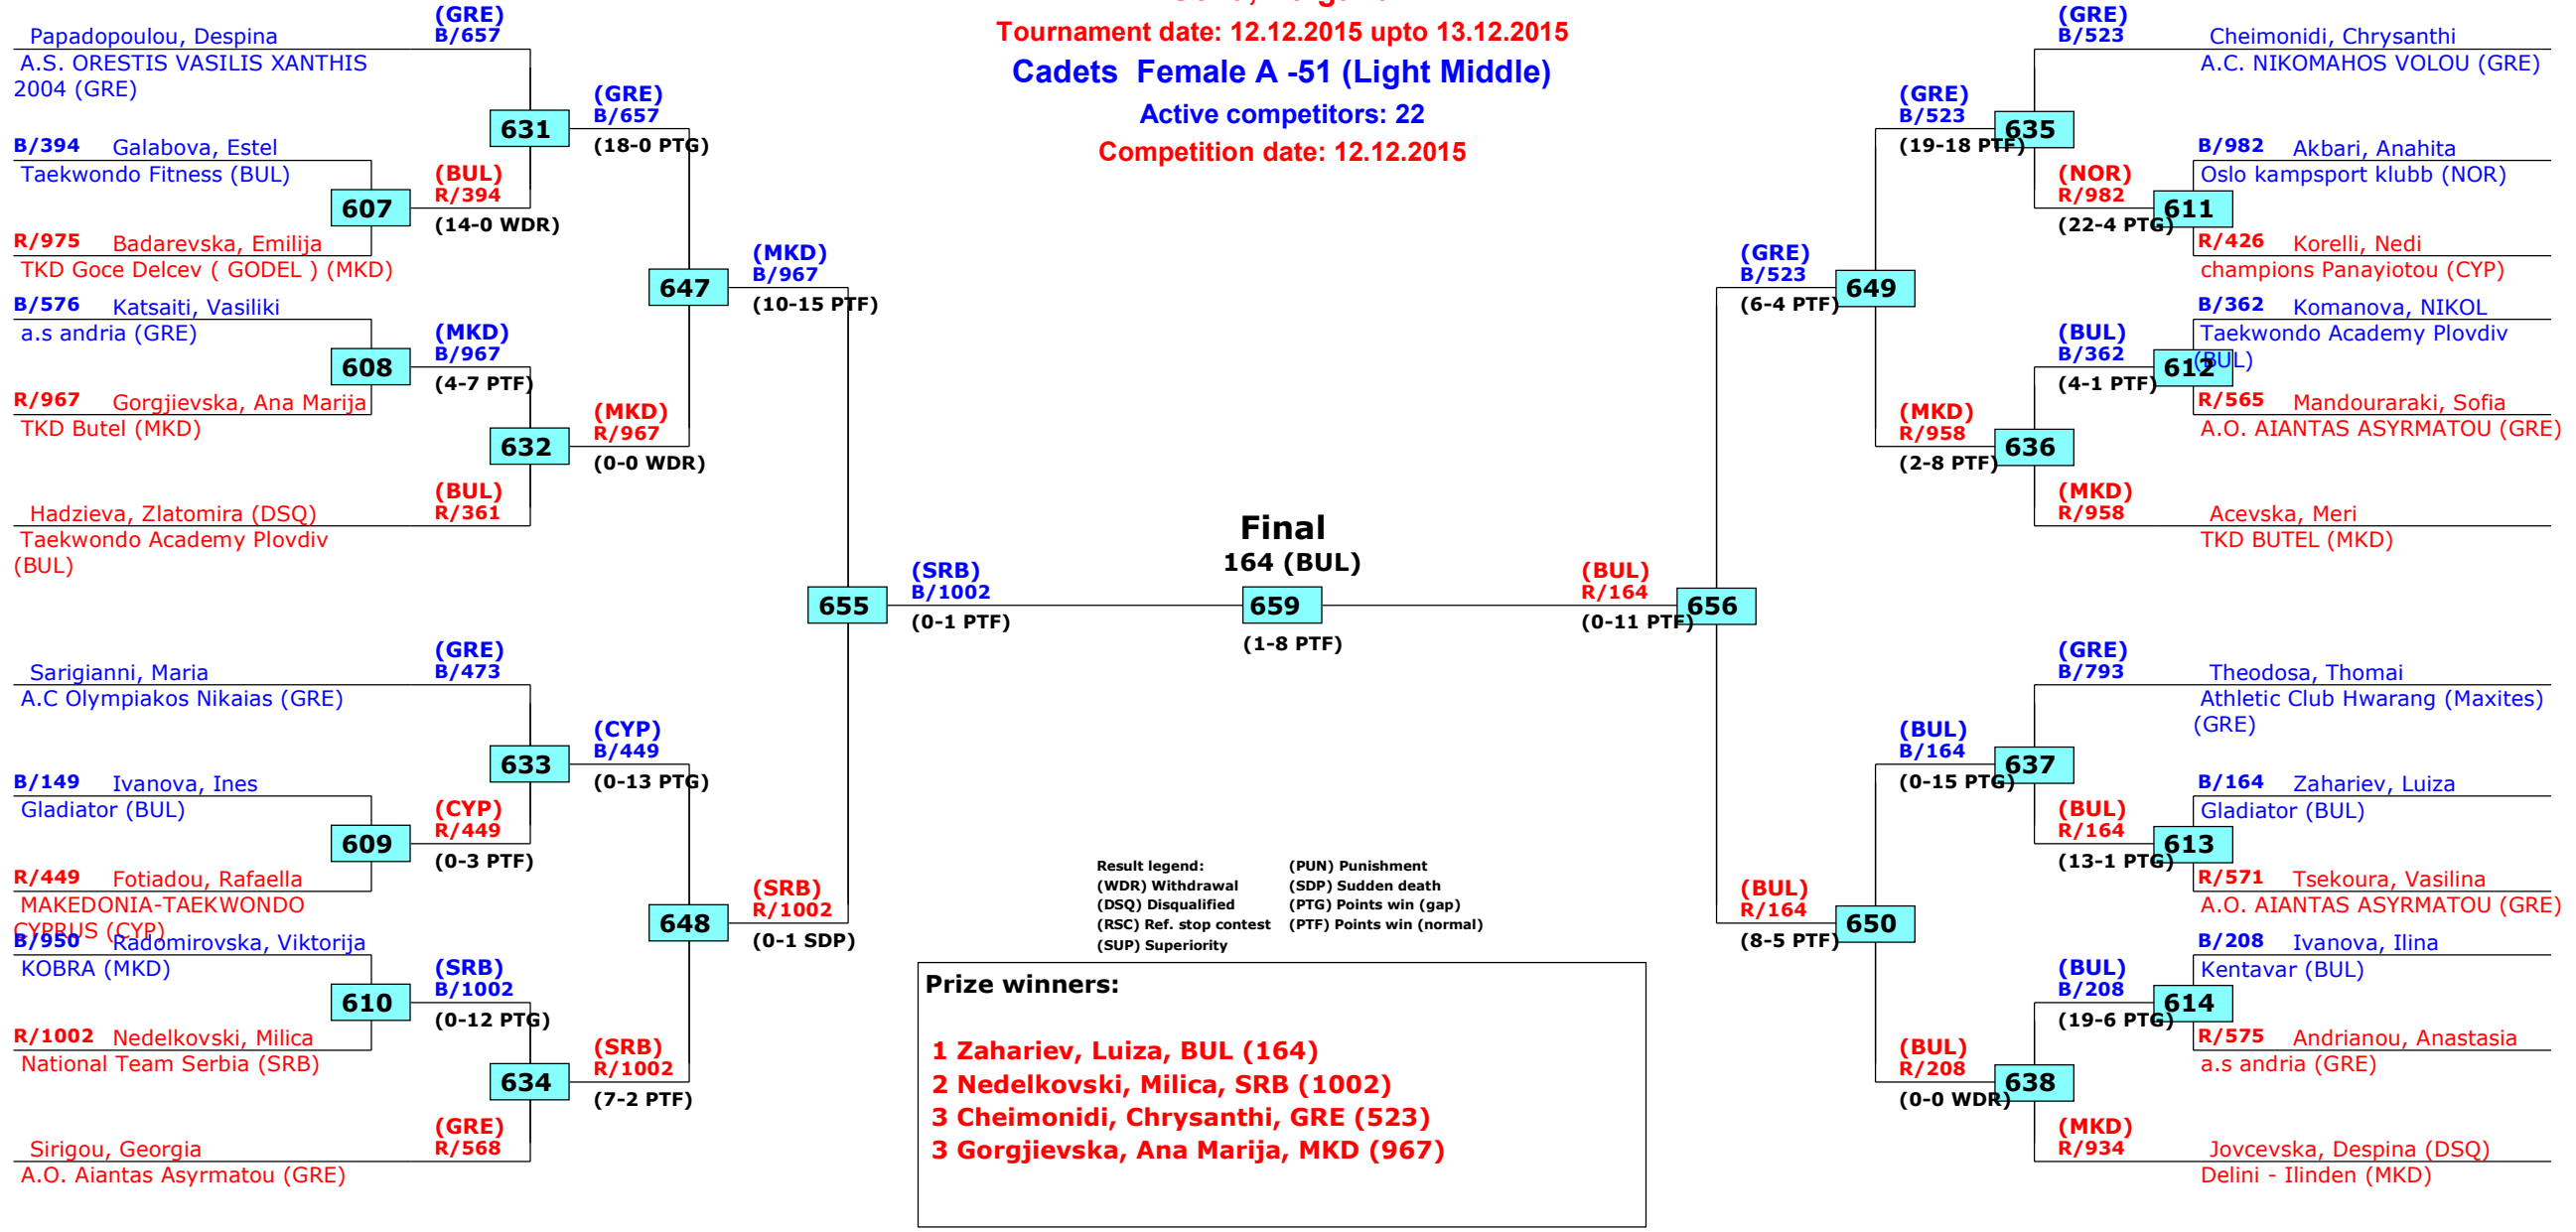 Tournament date: 12.12.2015 upto 13.12.2015
Cadets Female A -51 (Light Middle)
Active competitors: 22
Competition date: 12.12.2015
(GRE)
B/657
Papadopoulou, Despina
A.S. ORESTIS VASILIS XANTHIS
2004 (GRE)
631
(GRE)
B/657
(18-0 PTG)
B/394 Galabova, Estel
Taekwondo Fitness (BUL)
607
(BUL)
R/394
(14-0 WDR)
R/975 Badarevska, Emilija
TKD Goce Delcev ( GODEL ) (MKD)
647
(MKD)
B/967
(10-15 PTF)
B/576 Katsaiti, Vasiliki
a.s andria (GRE)
608
(MKD)
B/967
(4-7 PTF)
R/967 Gorgjievska, Ana Marija
TKD Butel (MKD)
632
(MKD)
R/967
(0-0 WDR)
(BUL)
R/361
Hadzieva, Zlatomira (DSQ)
Taekwondo Academy Plovdiv
(BUL)
655
(SRB)
B/1002
(0-1 PTF)
(GRE)
B/473
Sarigianni, Maria
A.C Olympiakos Nikaias (GRE)
633
(CYP)
B/449
(0-13 PTG)
B/149 Ivanova, Ines
Gladiator (BUL)
609
(CYP)
R/449
(0-3 PTF)
R/449 Fotiadou, Rafaella
MAKEDONIA-TAEKWONDO
CYPRUS (CYP)
648
(SRB)
R/1002
(0-1 SDP)
B/950 Radomirovska, Viktorija
KOBRA (MKD)
610
(SRB)
B/1002
(0-12 PTG)
R/1002 Nedelkovski, Milica
National Team Serbia (SRB)
634
(SRB)
R/1002
(7-2 PTF)
(GRE)
R/568
Sirigou, Georgia
A.O. Aiantas Asyrmatou (GRE)
Final
164 (BUL)
659
(1-8 PTF)
(BUL)
R/164
(0-11 PTF)
656
(GRE)
B/523
Cheimonidi, Chrysanthi
A.C. NIKOMAHOS VOLOU (GRE)
(GRE)
B/523
(19-18 PTF)
635
B/982 Akbari, Anahita
Oslo kampsport klubb (NOR)
(NOR)
R/982
(22-4 PTG)
611
R/426 Korelli, Nedi
champions Panayiotou (CYP)
(GRE)
B/523
(6-4 PTF)
649
B/362 Komanova, NIKOL
Taekwondo Academy Plovdiv
(BUL)
(BUL)
B/362
(4-1 PTF)
612
R/565 Mandouraraki, Sofia
A.O. AIANTAS ASYRMATOU (GRE)
(MKD)
R/958
(2-8 PTF)
636
(MKD)
R/958
Acevska, Meri
TKD BUTEL (MKD)
(GRE)
B/793
Theodosa, Thomai
Athletic Club Hwarang (Maxites)
(GRE)
(BUL)
B/164
(0-15 PTG)
637
B/164 Zahariev, Luiza
Gladiator (BUL)
(BUL)
R/164
(13-1 PTG)
613
R/571 Tsekoura, Vasilina
A.O. AIANTAS ASYRMATOU (GRE)
(BUL)
R/164
(8-5 PTF)
650
B/208 Ivanova, Ilina
Kentavar (BUL)
(BUL)
B/208
(19-6 PTG)
614
R/575 Andrianou, Anastasia
a.s andria (GRE)
(BUL)
R/208
(0-0 WDR)
638
(MKD)
R/934
Jovcevska, Despina (DSQ)
Delini - Ilinden (MKD)
Result legend: (PUN) Punishment
(WDR) Withdrawal (SDP) Sudden death
(DSQ) Disqualified (PTG) Points win (gap)
(RSC) Ref. stop contest (PTF) Points win (normal)
(SUP) Superiority
Prize winners:
1 Zahariev, Luiza, BUL (164)
2 Nedelkovski, Milica, SRB (1002)
3 Cheimonidi, Chrysanthi, GRE (523)
3 Gorgjievska, Ana Marija, MKD (967)